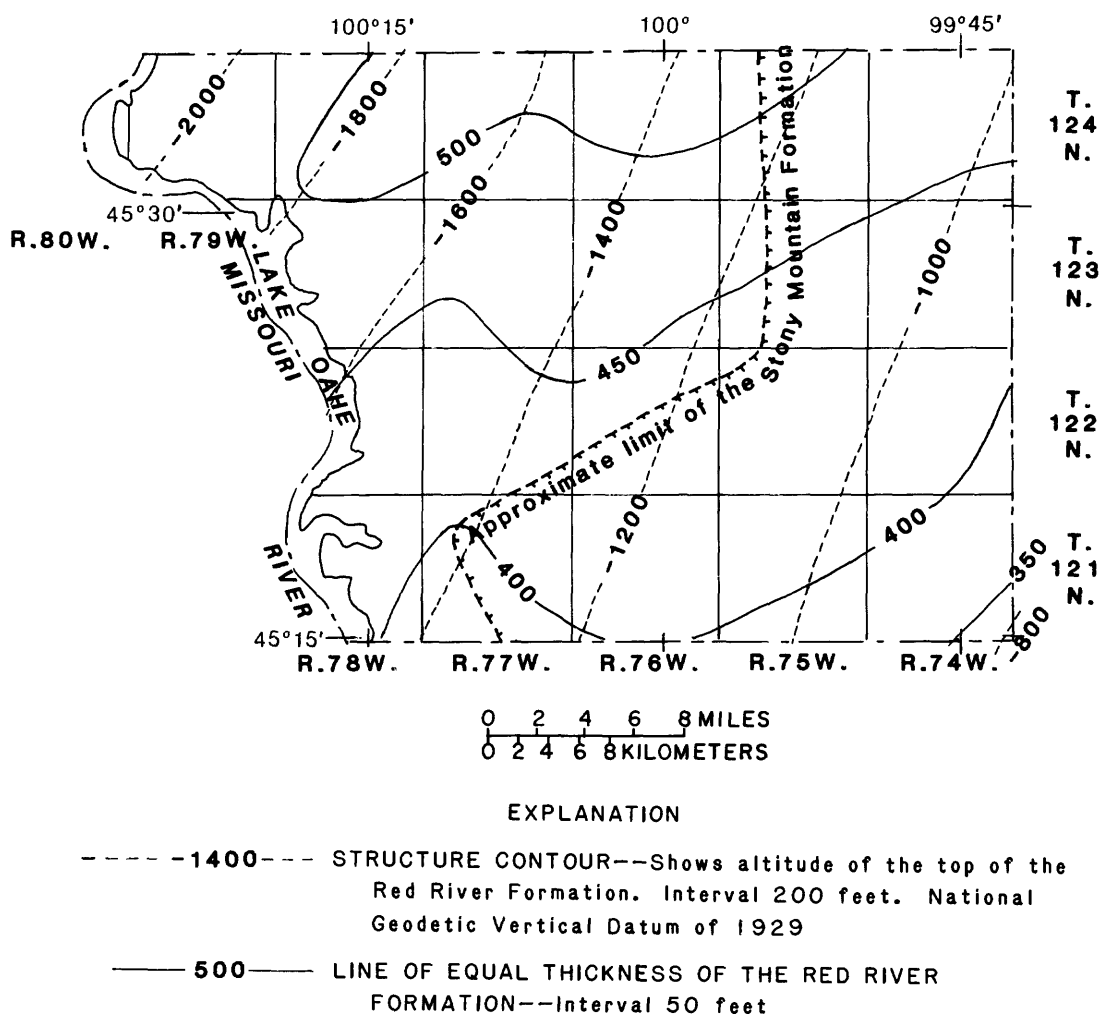 100°15'
100°
99°45'
-2000
-1800
500
Stony Mountain Formation
T.
124
N.
-1600
-1400
45°30'
R.80W.
R.79W.
LAKE
OAHE
MISSOURI
-1000
T.
123
N.
450
Approximate limit of the
T.
122
N.
-1200
400
400
RIVER
350
T.
121
N.
-800
45°15'
R.78W.
R.77W.
R.76W.
R.75W.
R.74W.
0 2 4 6 8 MILES
0 2 4 6 8 KILOMETERS
EXPLANATION
-1400 STRUCTURE CONTOUR--Shows altitude of the top of the
Red River Formation. Interval 200 feet. National
Geodetic Vertical Datum of 1929
500 LINE OF EQUAL THICKNESS OF THE RED RIVER
FORMATION--Interval 50 feet